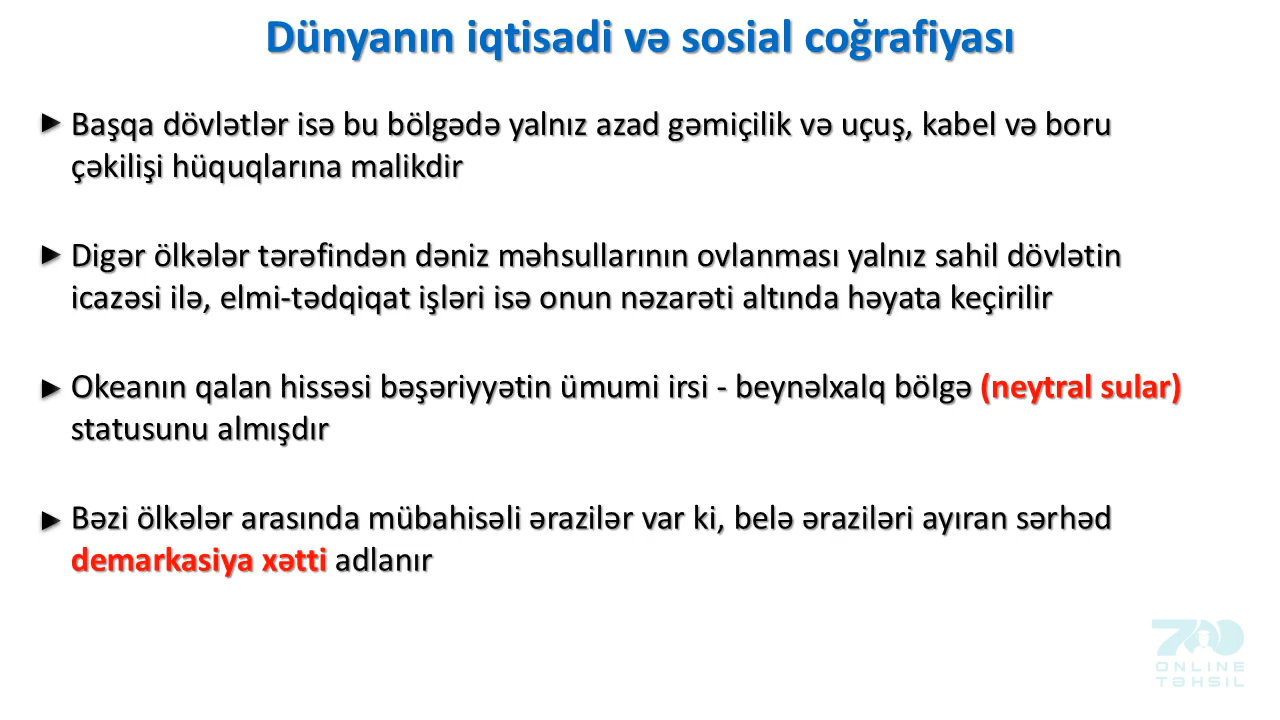 Dünyanın iqtisadi və sosial coğrafiyası
► Başqa dövlətlər isə bu bölgədə yalnız azad gəmiçilik və uçuş, kabel və boru
çəkilişi hüquqlarına malikdir
► Digər ölkələr tərəfindən dəniz məhsullarının ovlanması yalnız sahil dövlətin
icazəsi ilə, elmi-tədqiqat işləri isə onun nəzarəti altında həyata keçirilir
► Okeanın qalan hissəsi bəşəriyyətin ümumi irsi - beynəlxalq bölgə (neytral sular)
statusunu almışdır
► Bəzi ölkələr arasında mübahisəli ərazilər var ki, belə əraziləri ayıran sərhəd
demarkasiya xətti adlanır
700
ONLINE
TƏHSIL